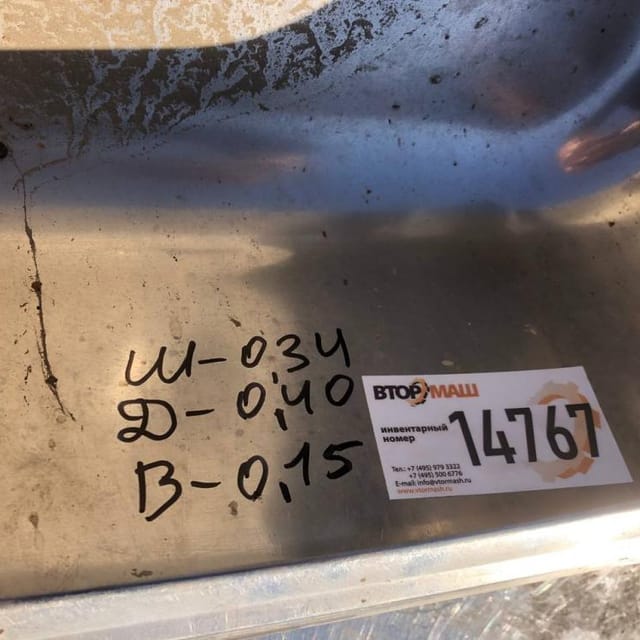 Ш-0,34
Д-0,40
В-0,15
ВТОРМАШ
инвентарный
номер
14767
Тел.: +7 (495) 979 3322
+7 (495) 500 6776
E-mail: info@vtormash.ru
www.vtormash.ru